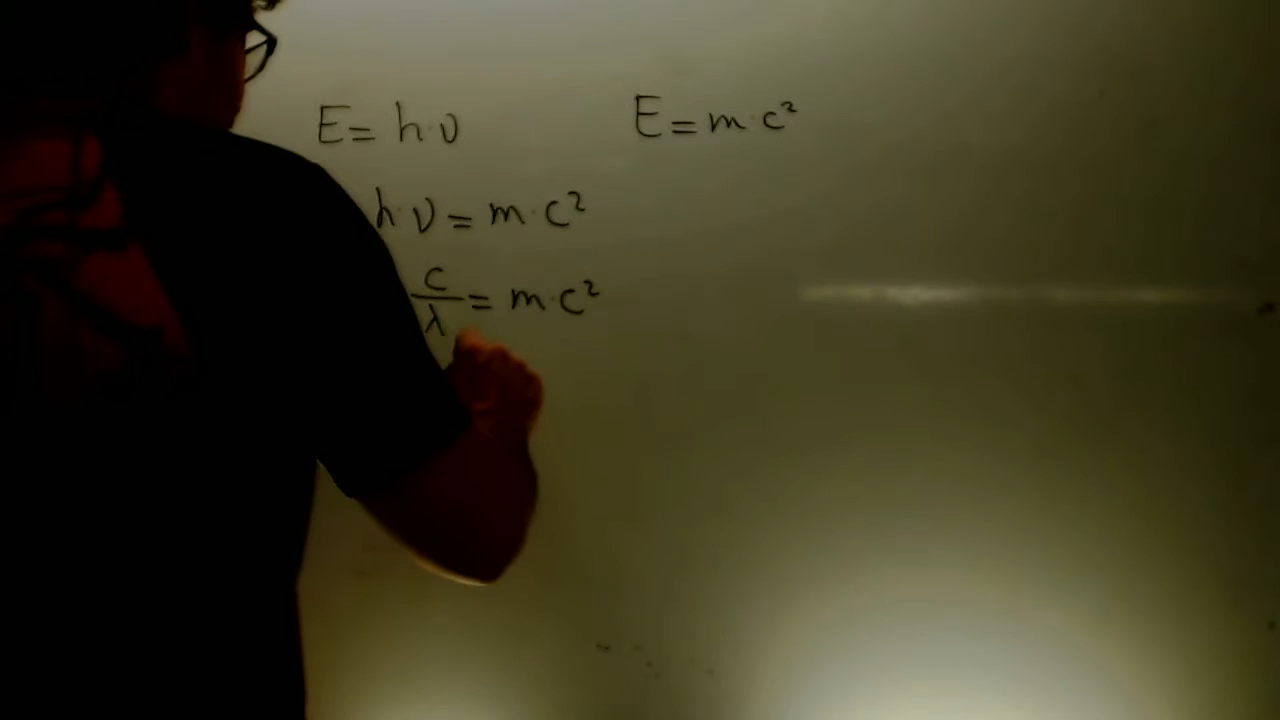 E = h·ν E = m·c²
h·ν = m·c²
c/λ = m·c²